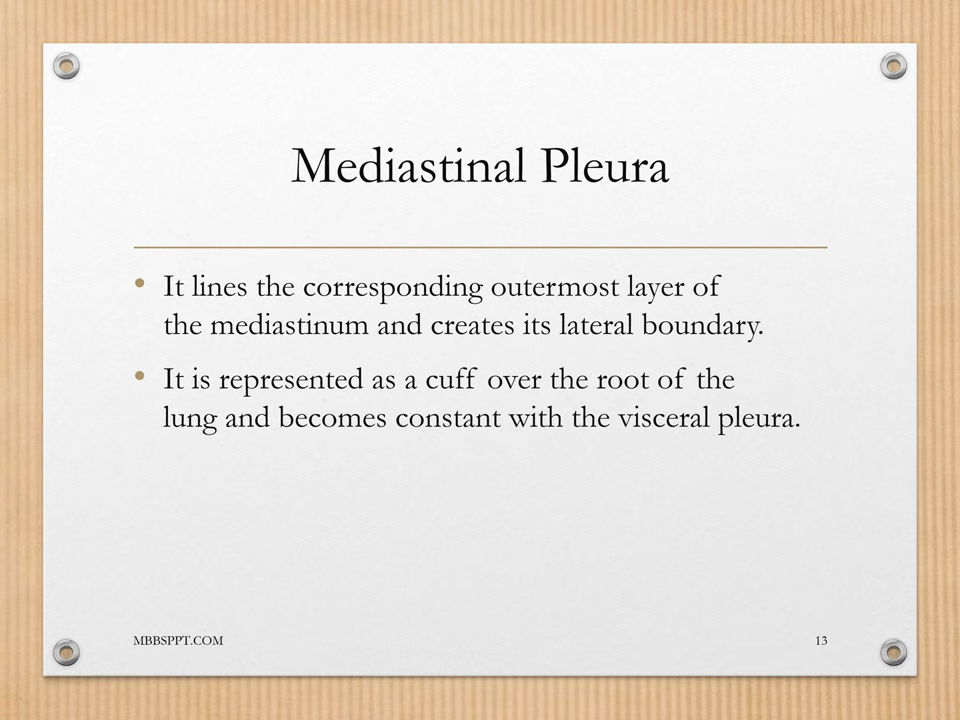 Mediastinal Pleura
• It lines the corresponding outermost layer of
the mediastinum and creates its lateral boundary.
• It is represented as a cuff over the root of the
lung and becomes constant with the visceral pleura.
MBBSPPT.COM 13